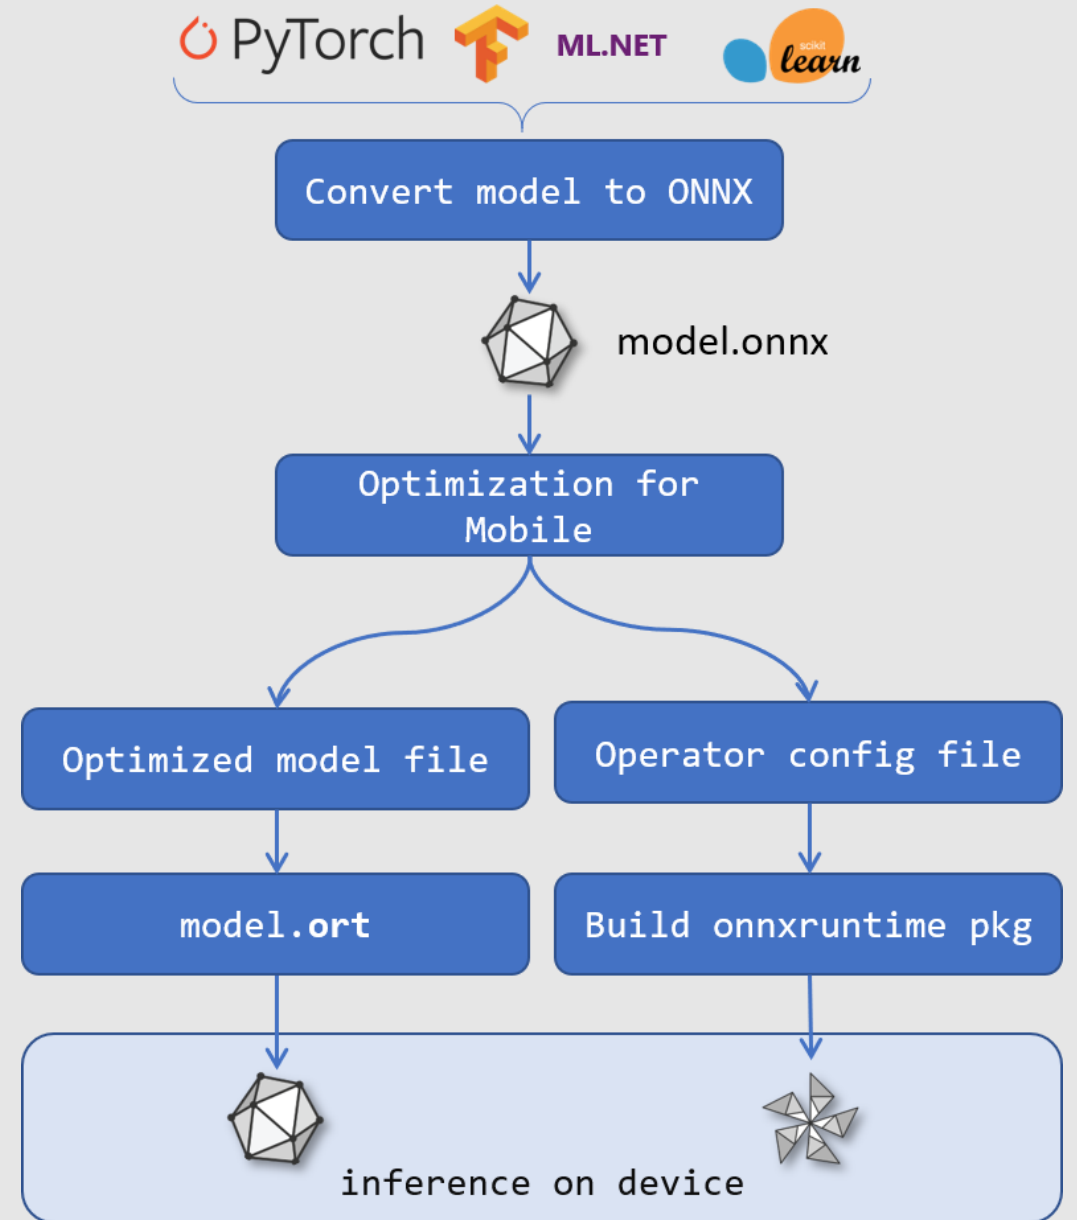 PyTorch
ML.NET
scikit
learn
Convert model to ONNX
model.onnx
Optimization for
Mobile
Optimized model file
Operator config file
model.ort
Build onnxruntime pkg
inference on device